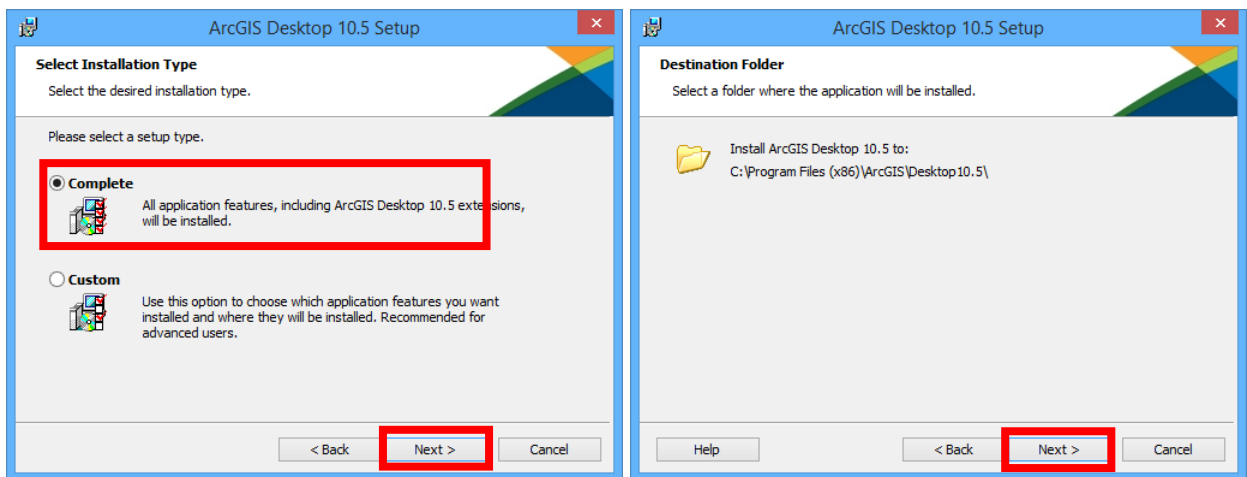 ArcGIS Desktop 10.5 Setup
Select Installation Type
Select the desired installation type.
Please select a setup type.
Complete
All application features, including ArcGIS Desktop 10.5 extensions,
will be installed.
Custom
Use this option to choose which application features you want
installed and where they will be installed. Recommended for
advanced users.
< Back Next > Cancel
ArcGIS Desktop 10.5 Setup
Destination Folder
Select a folder where the application will be installed.
Install ArcGIS Desktop 10.5 to:
C:\Program Files (x86)\ArcGIS\Desktop10.5\
Help < Back Next > Cancel